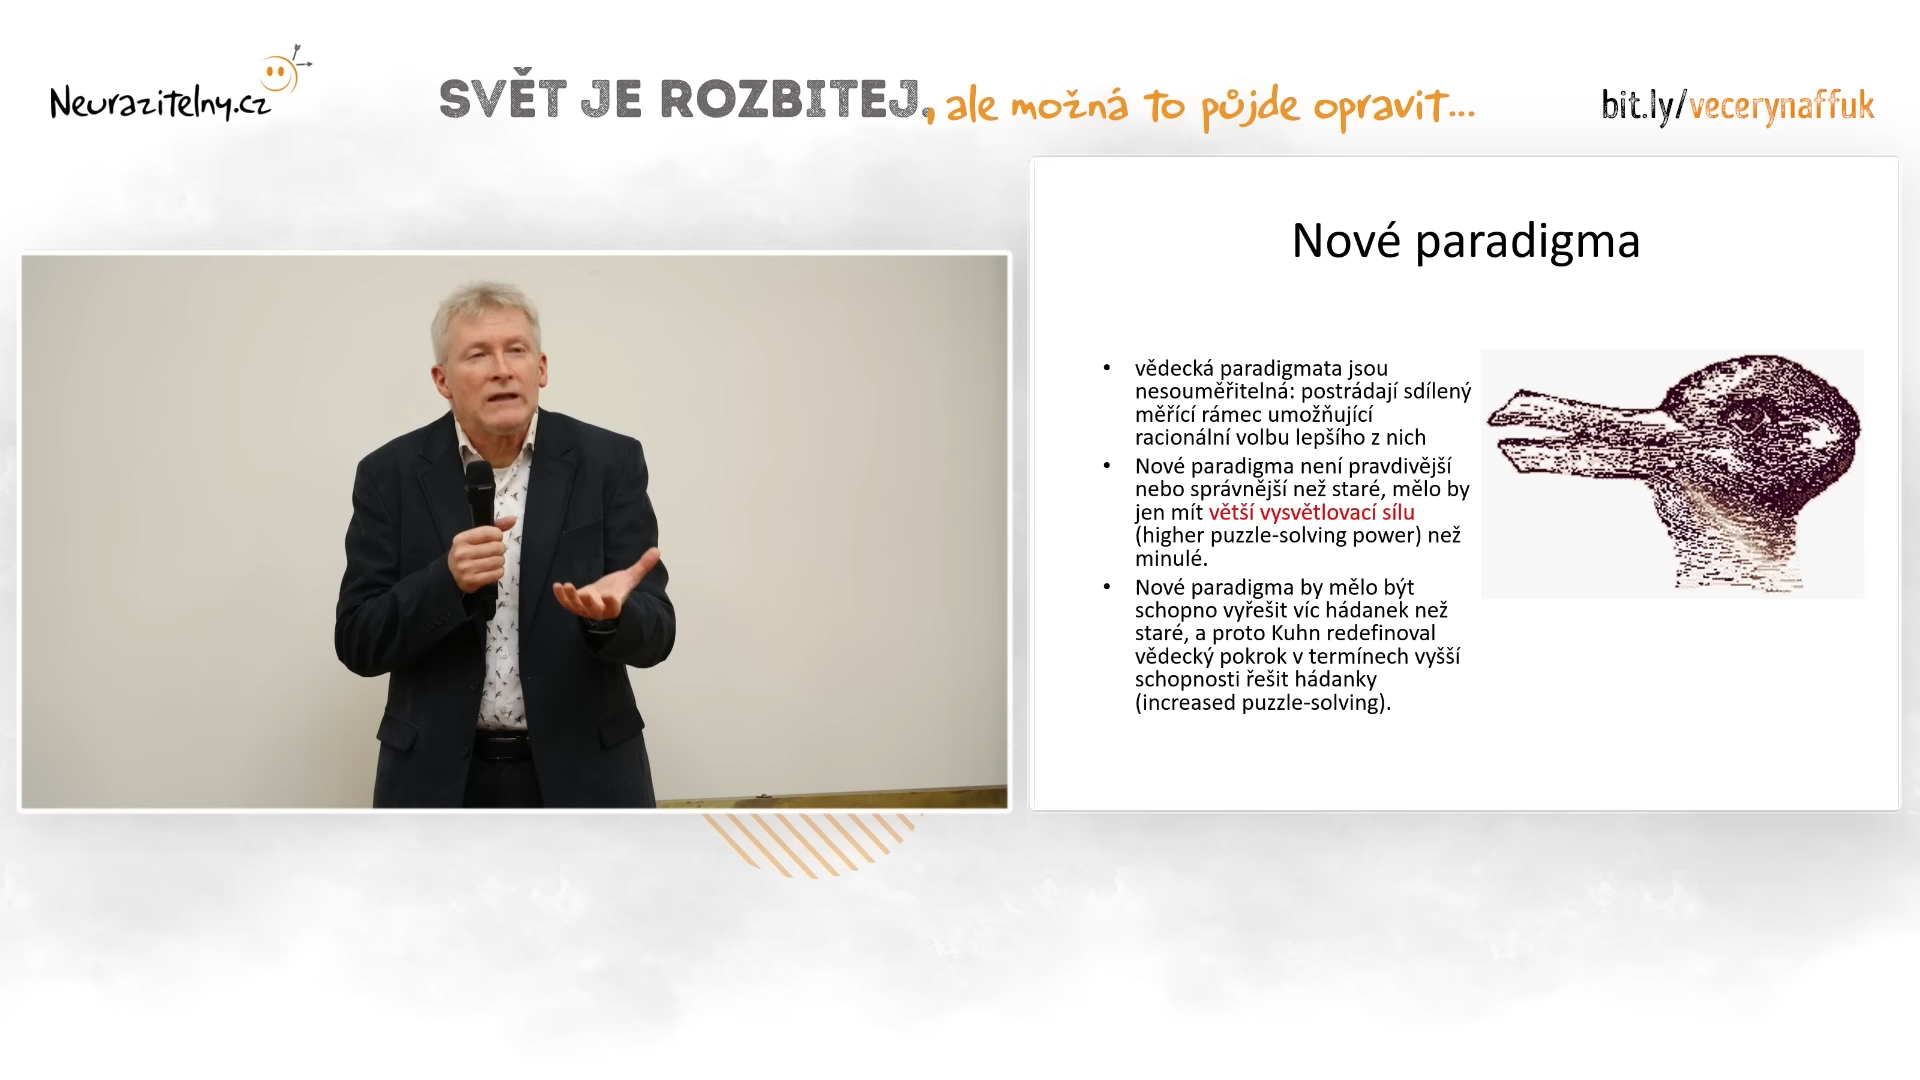 Neurazitelny.cz
SVĚT JE ROZBITEJ, ale možná to půjde opravit...
bit.ly/vecerynaffuk
Nové paradigma
• vědecká paradigmata jsou
nesouměřitelná: postrádají sdílený
měřící rámec umožňující
racionální volbu lepšího z nich
• Nové paradigma není pravdivější
nebo správnější než staré, mělo by
jen mít větší vysvětlovací sílu
(higher puzzle-solving power) než
minulé.
• Nové paradigma by mělo být
schopno vyřešit víc hádanek než
staré, a proto Kuhn redefinoval
vědecký pokrok v termínech vyšší
schopnosti řešit hádanky
(increased puzzle-solving).